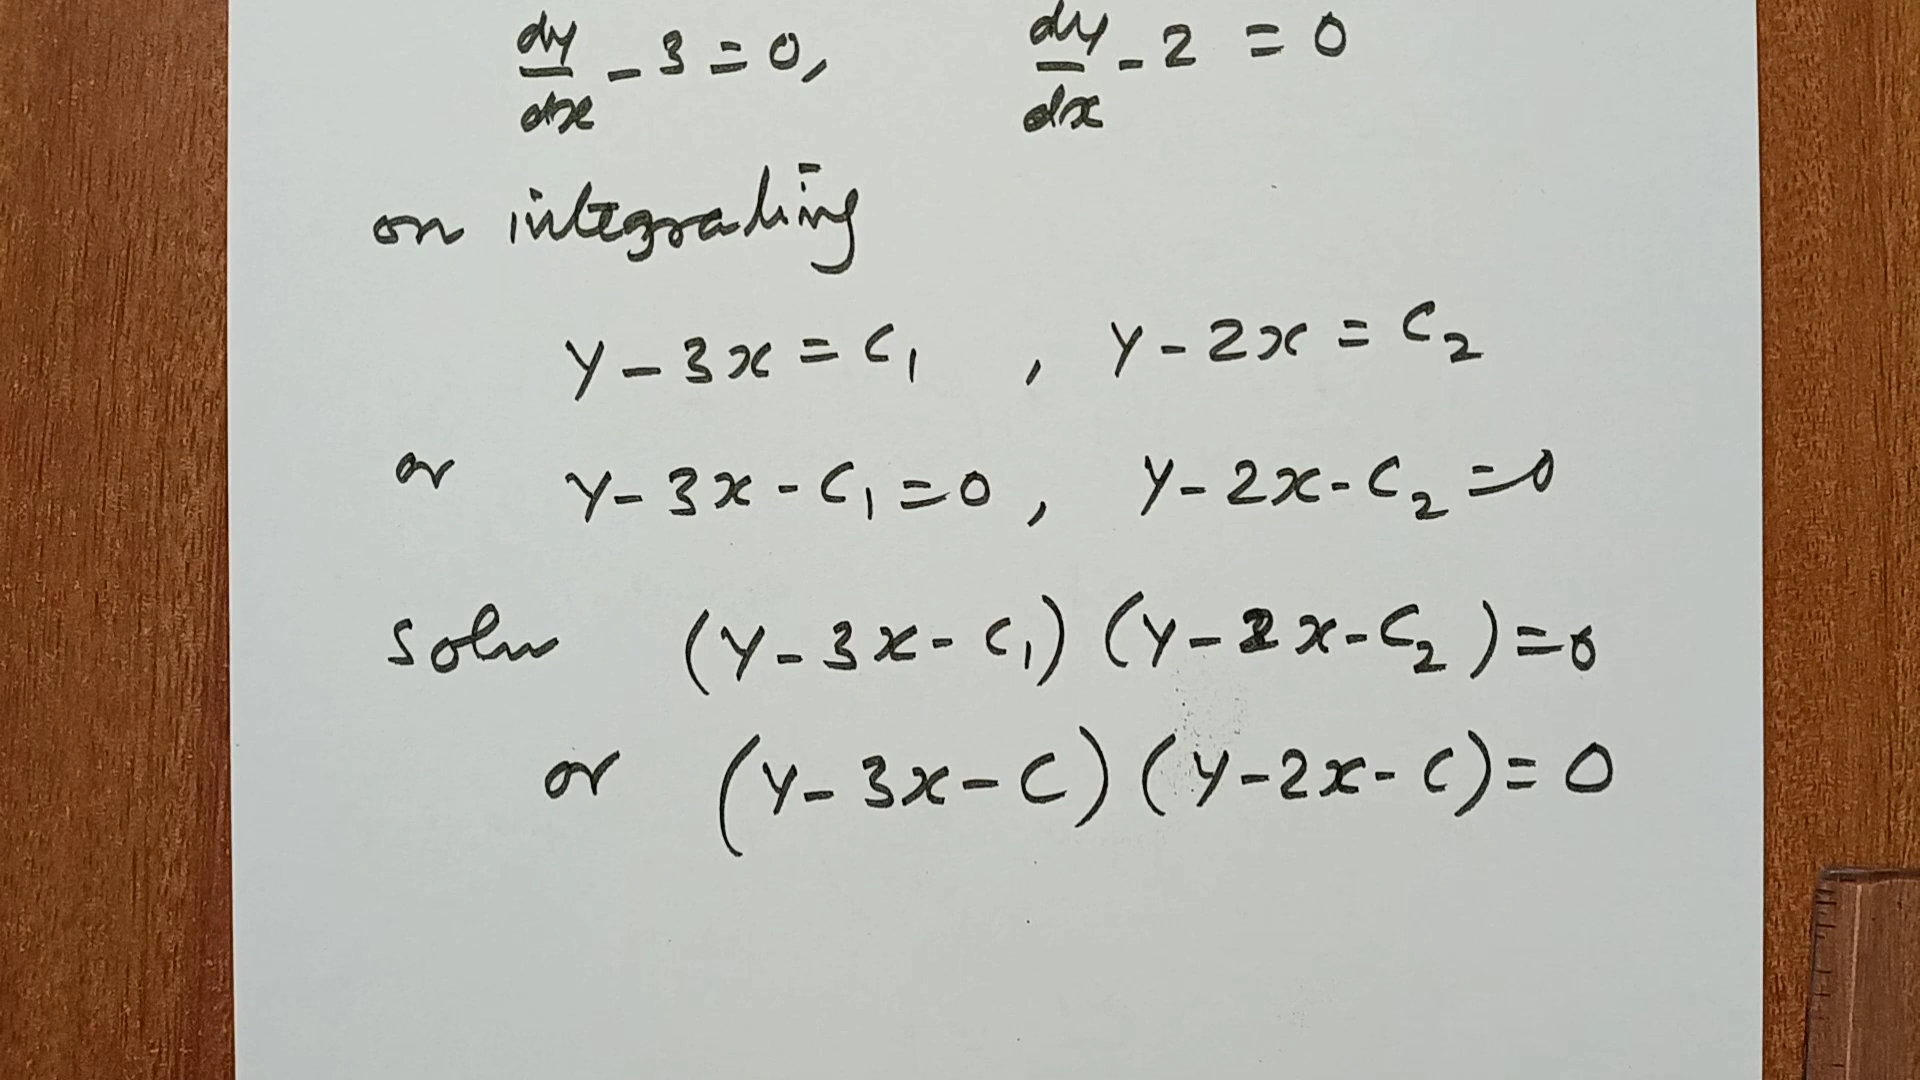 dy/dx - 3 = 0, dy/dx - 2 = 0
on integrating
y - 3x = c₁ , y - 2x = c₂
or y - 3x - c₁ = 0, y - 2x - c₂ = 0
soln (y - 3x - c₁) (y - 2x - c₂) = 0
or (y - 3x - c) (y - 2x - c) = 0